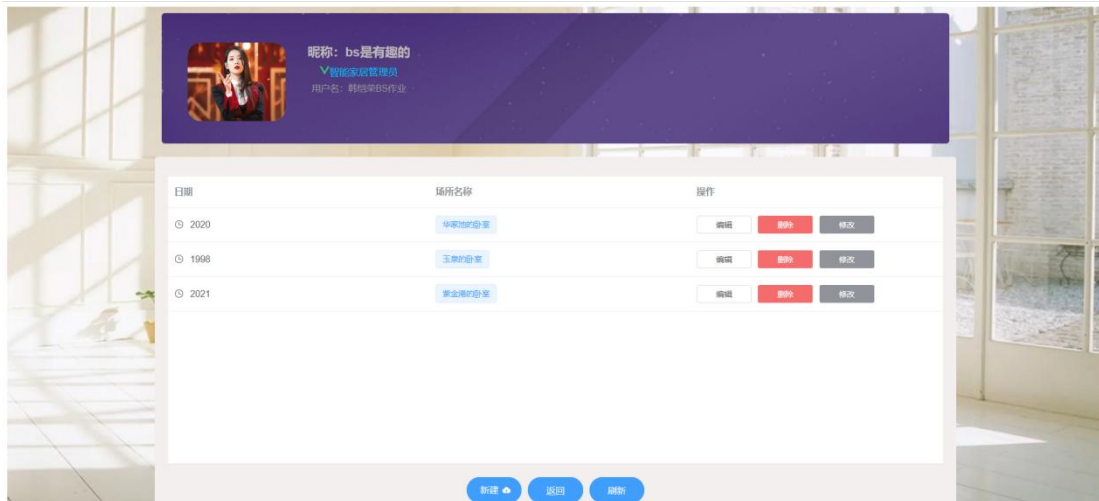 昵称：bs是有趣的
智能家居管理员
用户名：韩恺荣BS作业
日期 场所名称 操作
2020 华家池的卧室 编辑 删除 修改
1998 玉泉的卧室 编辑 删除 修改
2021 紫金港的卧室 编辑 删除 修改
新建 返回 刷新